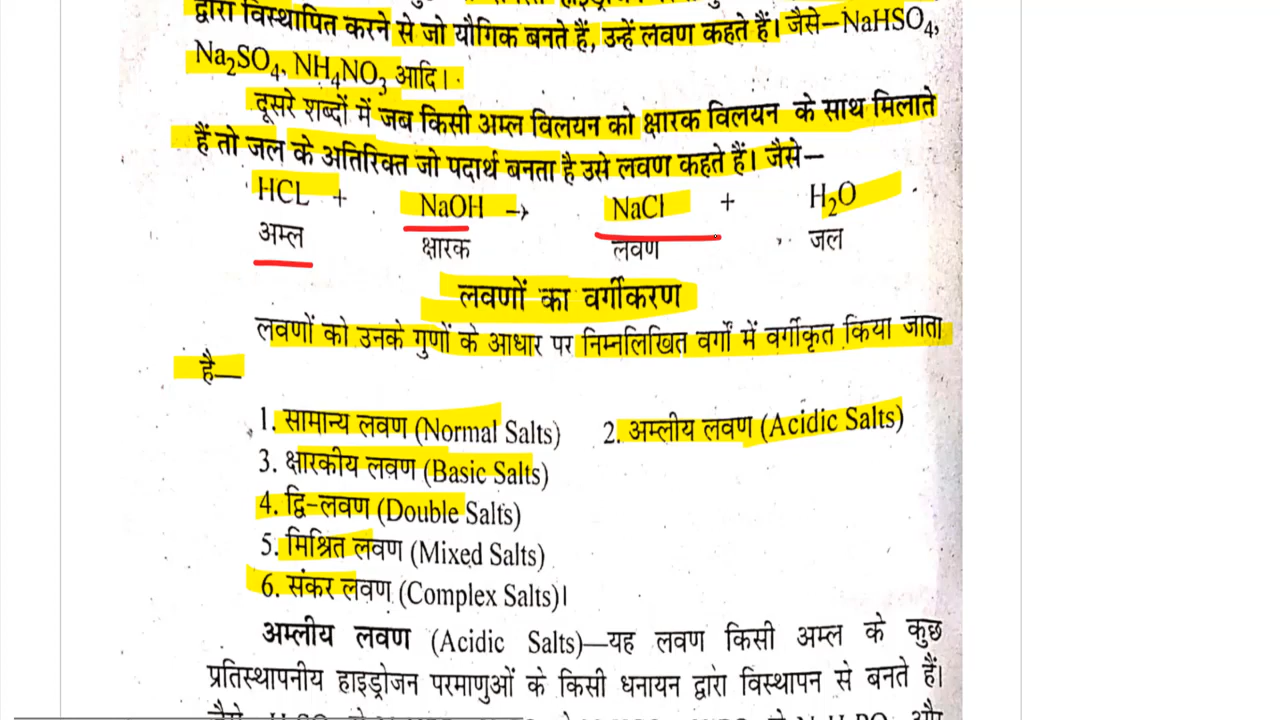 द्वारा विस्थापित करने से जो यौगिक बनते हैं, उन्हें लवण कहते हैं। जैसे—NaHSO₄,
Na₂SO₄, NH₄NO₃ आदि।
दूसरे शब्दों में जब किसी अम्ल विलयन को क्षारक विलयन के साथ मिलाते
हैं तो जल के अतिरिक्त जो पदार्थ बनता है उसे लवण कहते हैं। जैसे—
HCL + NaOH → NaCl + H₂O
अम्ल क्षारक लवण जल
लवणों का वर्गीकरण
लवणों को उनके गुणों के आधार पर निम्नलिखित वर्गों में वर्गीकृत किया जाता
है—
1. सामान्य लवण (Normal Salts) 2. अम्लीय लवण (Acidic Salts)
3. क्षारकीय लवण (Basic Salts)
4. द्वि-लवण (Double Salts)
5. मिश्रित लवण (Mixed Salts)
6. संकर लवण (Complex Salts)।
अम्लीय लवण (Acidic Salts)—यह लवण किसी अम्ल के कुछ
प्रतिस्थापनीय हाइड्रोजन परमाणुओं के किसी धनायन द्वारा विस्थापन से बनते हैं।